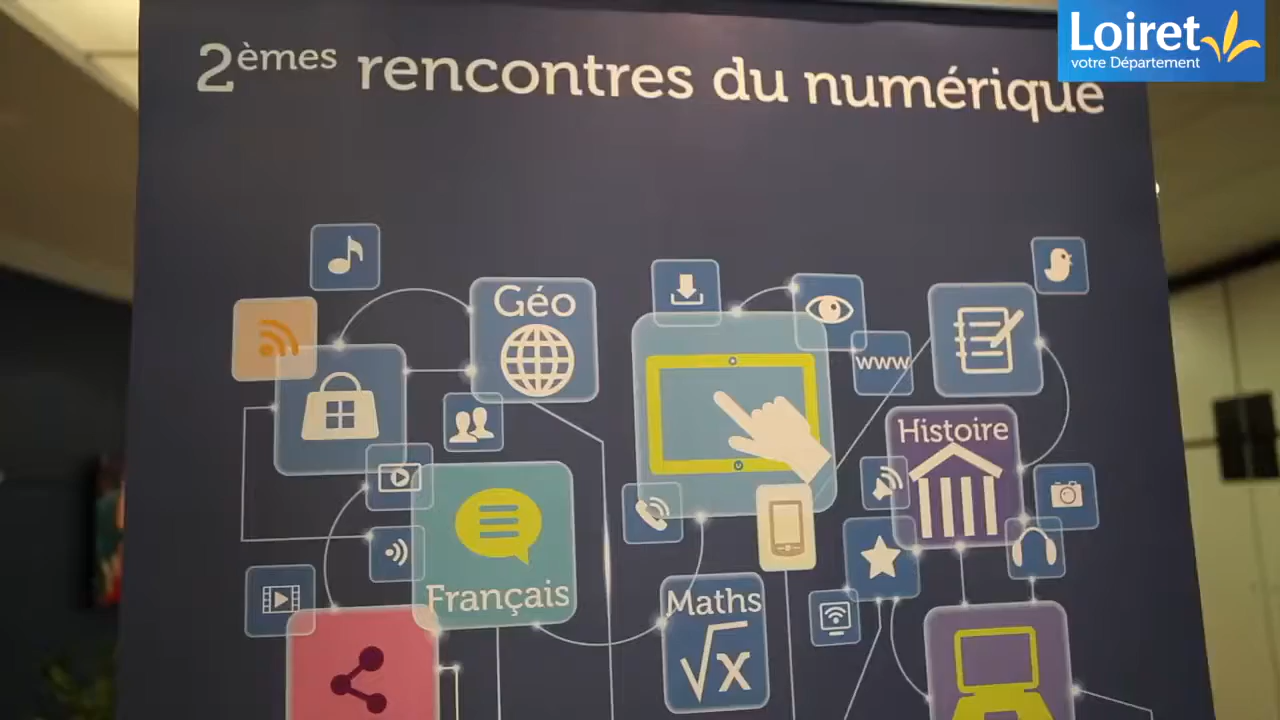 2èmes rencontres du numérique
Loiret
votre Département
Géo
www
Histoire
Français
Maths
√x